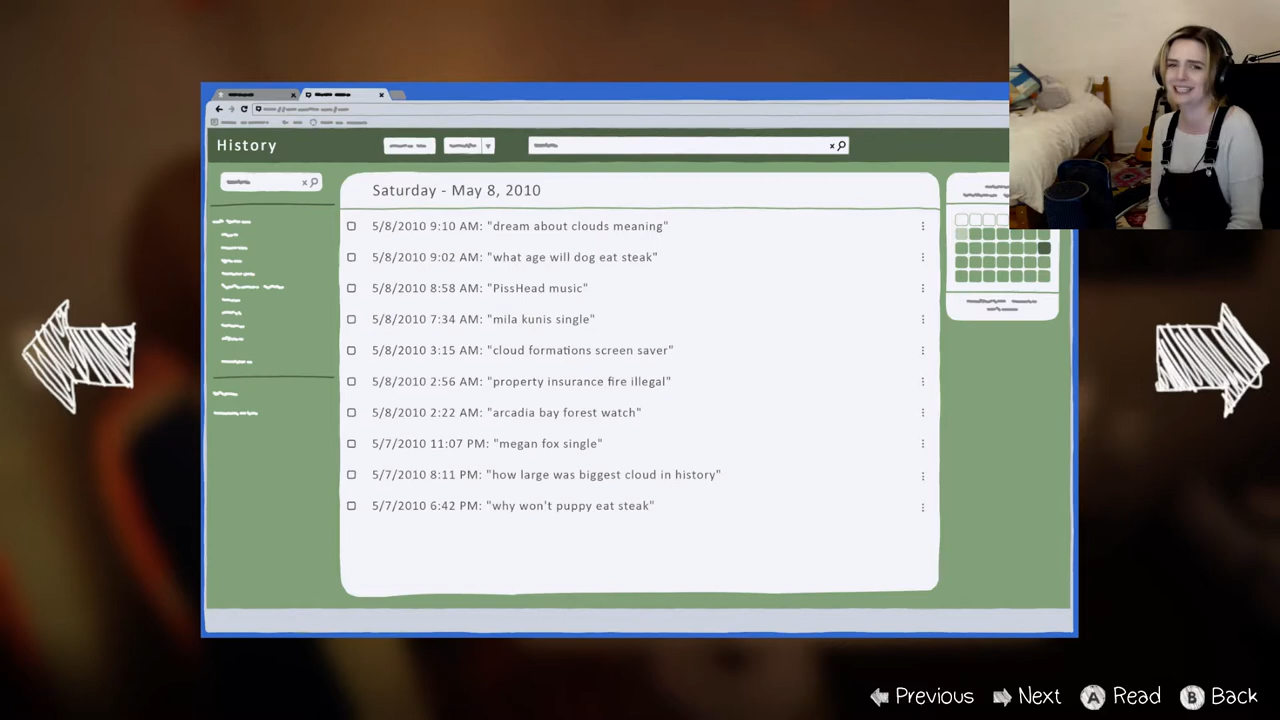 History
Saturday - May 8, 2010
5/8/2010 9:10 AM: "dream about clouds meaning"
5/8/2010 9:02 AM: "what age will dog eat steak"
5/8/2010 8:58 AM: "PissHead music"
5/8/2010 7:34 AM: "mila kunis single"
5/8/2010 3:15 AM: "cloud formations screen saver"
5/8/2010 2:56 AM: "property insurance fire illegal"
5/8/2010 2:22 AM: "arcadia bay forest watch"
5/7/2010 11:07 PM: "megan fox single"
5/7/2010 8:11 PM: "how large was biggest cloud in history"
5/7/2010 6:42 PM: "why won't puppy eat steak"
Previous Next A Read B Back